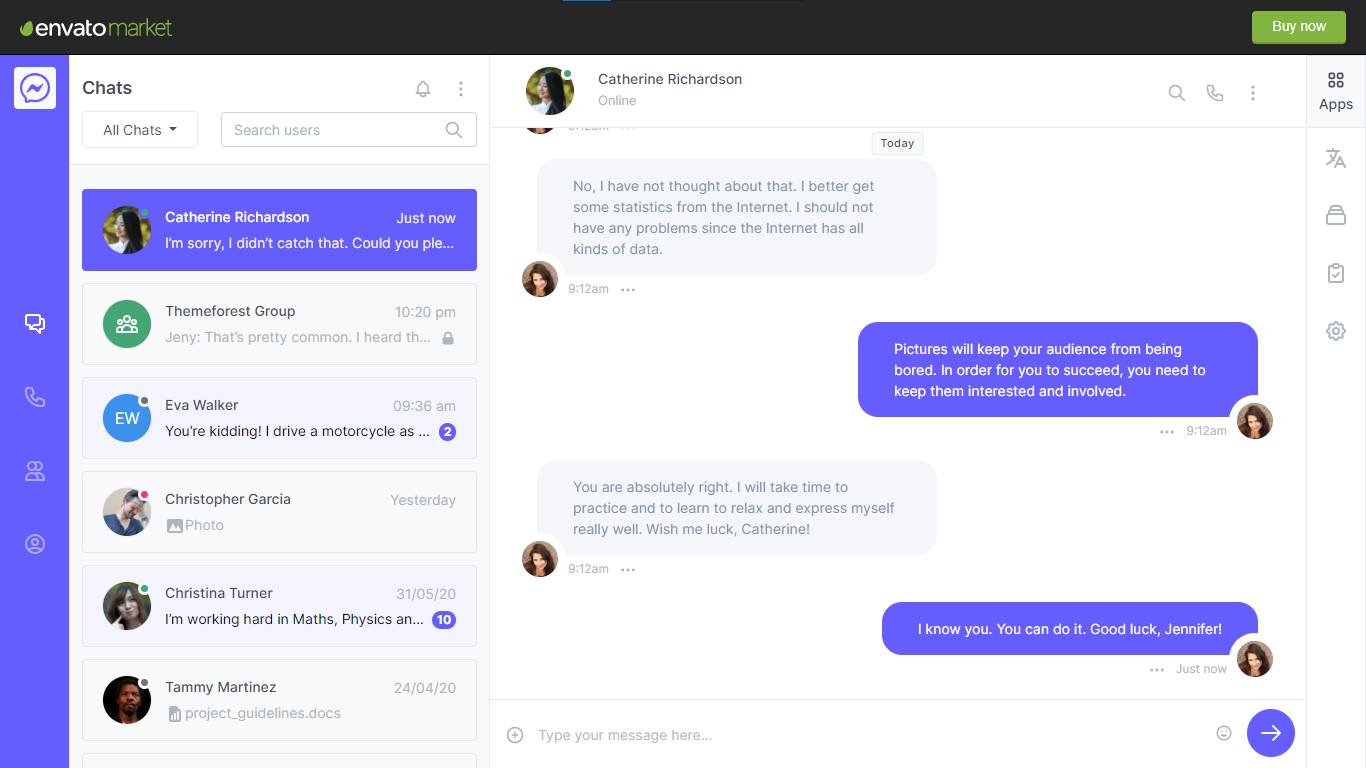 envato market
Buy now
Chats
All Chats
Search users
Catherine Richardson
Just now
I'm sorry, I didn't catch that. Could you ple...
Themeforest Group
10:20 pm
Jeny: That's pretty common. I heard th...
EW
Eva Walker
09:36 am
You're kidding! I drive a motorcycle as ...
2
Christopher Garcia
Yesterday
Photo
Christina Turner
31/05/20
I'm working hard in Maths, Physics an...
10
Tammy Martinez
24/04/20
project_guidelines.docs
Catherine Richardson
Online
9:12am
Today
No, I have not thought about that. I better get
some statistics from the Internet. I should not
have any problems since the Internet has all
kinds of data.
9:12am
Pictures will keep your audience from being
bored. In order for you to succeed, you need to
keep them interested and involved.
9:12am
You are absolutely right. I will take time to
practice and to learn to relax and express myself
really well. Wish me luck, Catherine!
9:12am
I know you. You can do it. Good luck, Jennifer!
Just now
Type your message here...
Apps